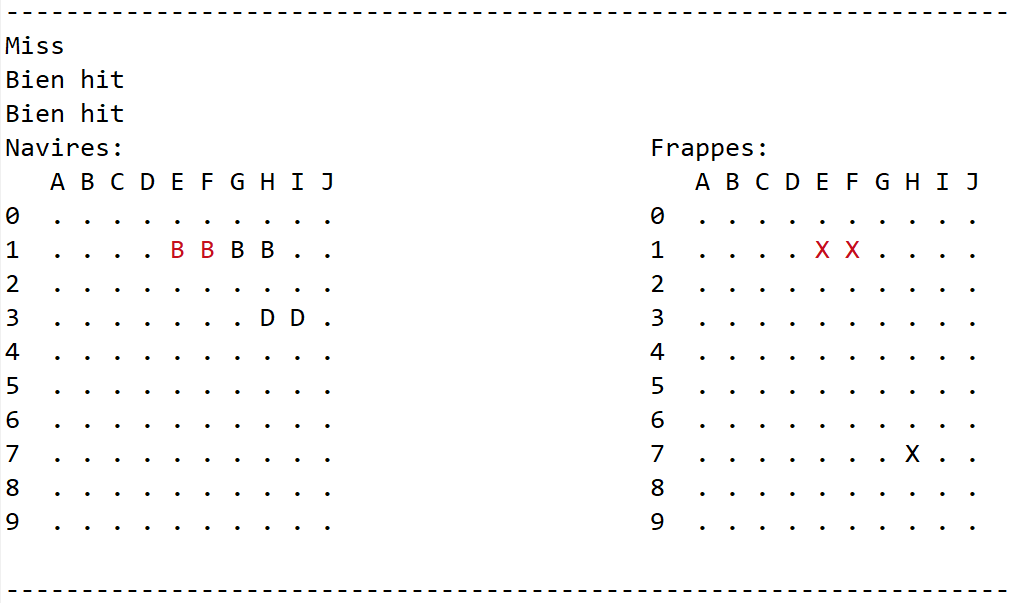 -------------------------------------------------------------------
Miss
Bien hit
Bien hit
Navires:                                   Frappes:
   A B C D E F G H I J                        A B C D E F G H I J
0  . . . . . . . . . .                     0  . . . . . . . . . .
1  . . . . B B B B . .                     1  . . . . X X . . . .
2  . . . . . . . . . .                     2  . . . . . . . . . .
3  . . . . . . . D D .                     3  . . . . . . . . . .
4  . . . . . . . . . .                     4  . . . . . . . . . .
5  . . . . . . . . . .                     5  . . . . . . . . . .
6  . . . . . . . . . .                     6  . . . . . . . . . .
7  . . . . . . . . . .                     7  . . . . . . . X . .
8  . . . . . . . . . .                     8  . . . . . . . . . .
9  . . . . . . . . . .                     9  . . . . . . . . . .
-------------------------------------------------------------------